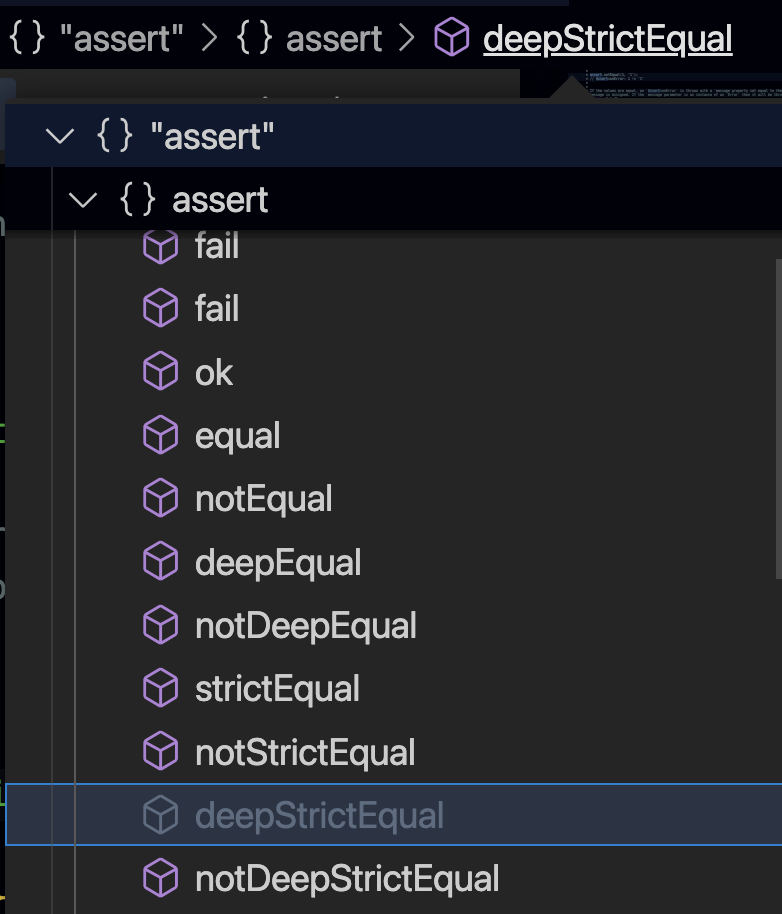 {} "assert" > {} assert > deepStrictEqual
{} "assert"
{} assert
fail
fail
ok
equal
notEqual
deepEqual
notDeepEqual
strictEqual
notStrictEqual
deepStrictEqual
notDeepStrictEqual